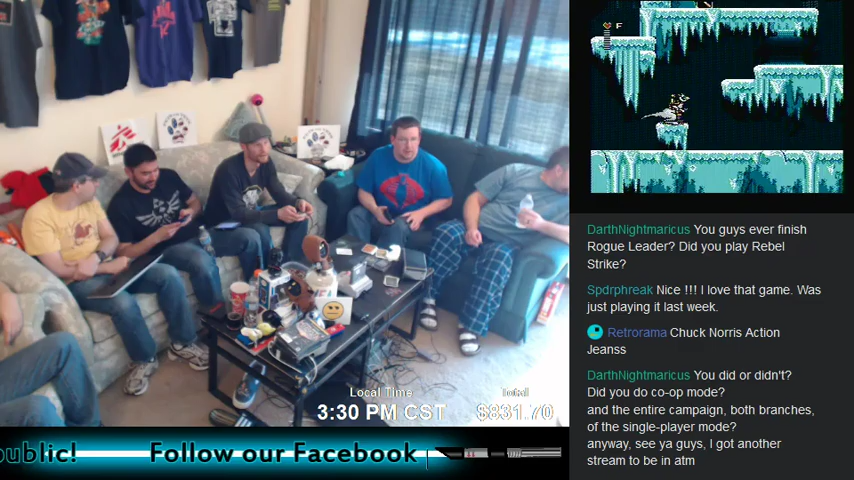 F
DarthNightmaricus You guys ever finish
Rogue Leader? Did you play Rebel
Strike?
Spdrphreak Nice !!! I love that game. Was
just playing it last week.
Retrorama Chuck Norris Action
Jeanss
DarthNightmaricus You did or didn't?
Did you do co-op mode?
and the entire campaign, both branches,
of the single-player mode?
anyway, see ya guys, I got another
stream to be in atm
Local Time
Total
3:30 PM CST
$831.70
public!
Follow our Facebook